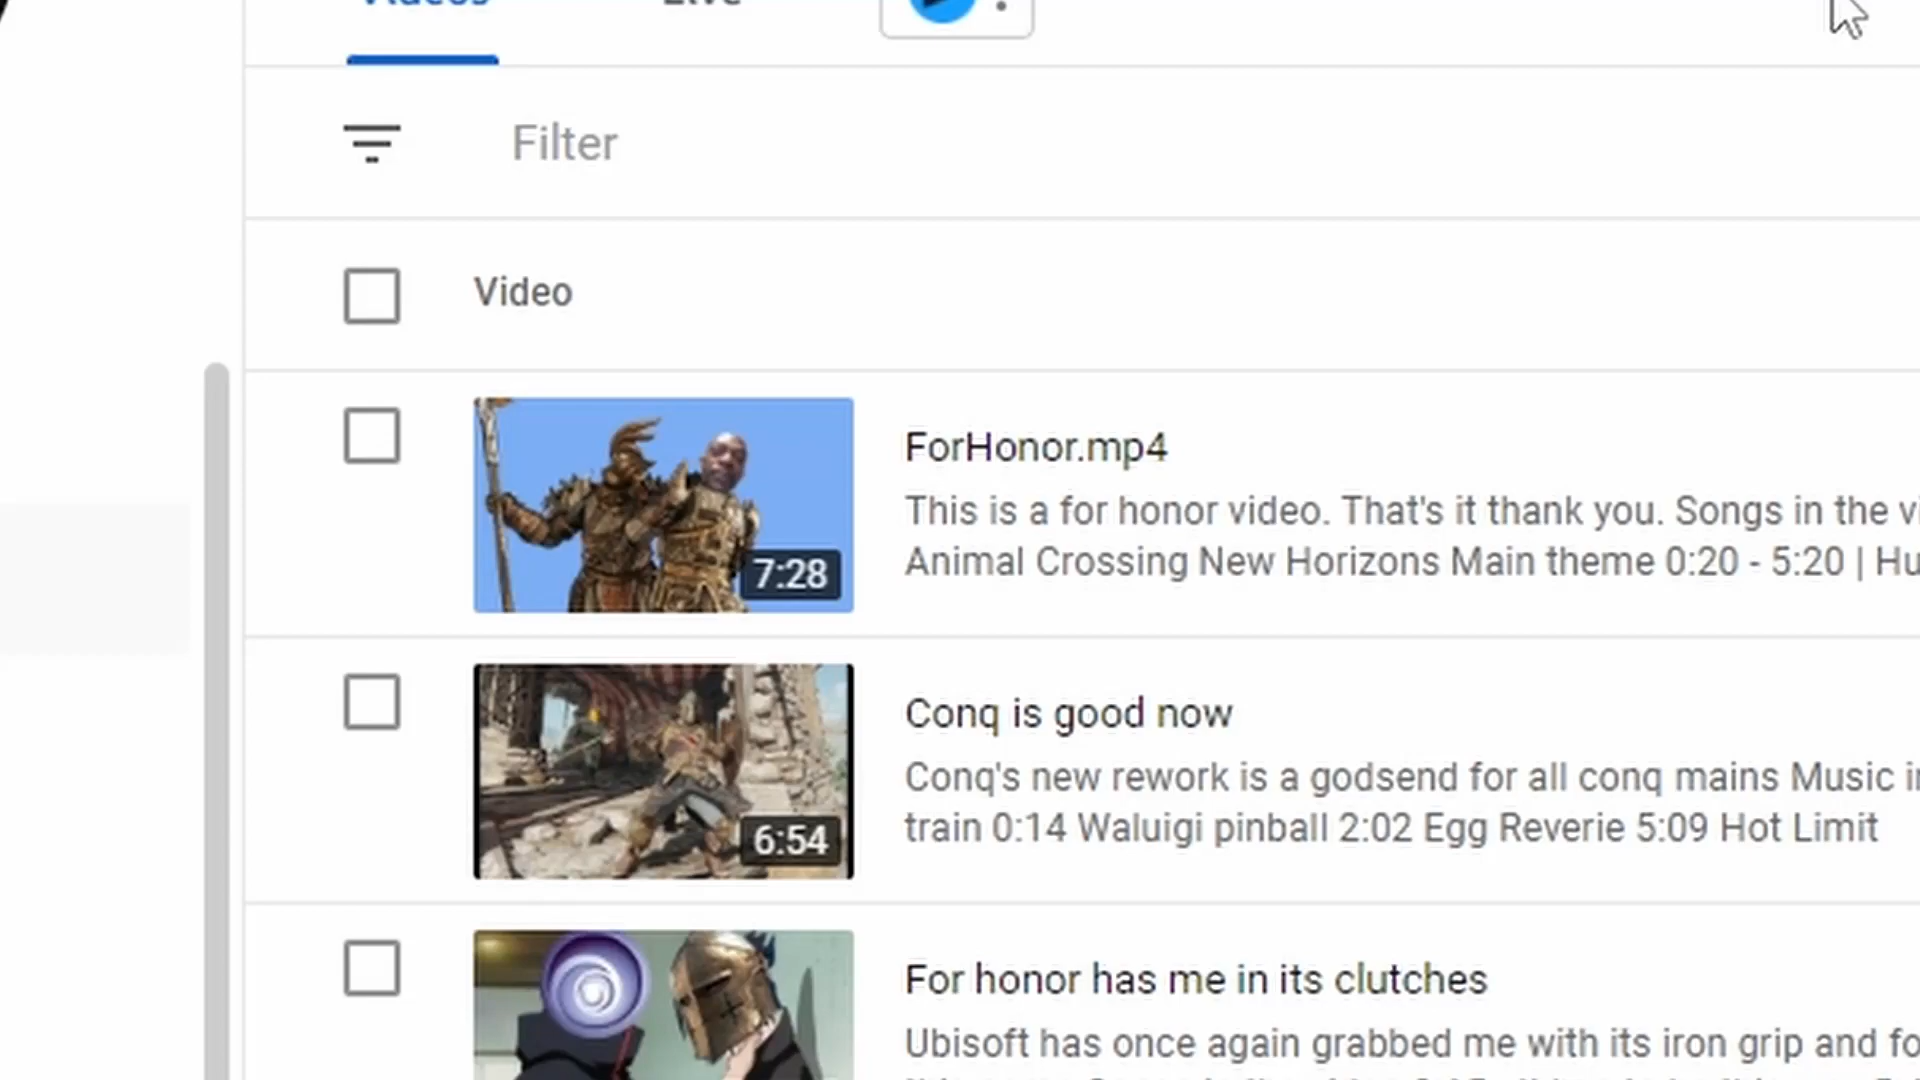 Videos Live
Filter
Video
ForHonor.mp4
This is a for honor video. That's it thank you. Songs in the
Animal Crossing New Horizons Main theme 0:20 - 5:20 |
7:28
Conq is good now
Conq's new rework is a godsend for all conq mains Music
train 0:14 Waluigi pinball 2:02 Egg Reverie 5:09 Hot Limit
6:54
For honor has me in its clutches
Ubisoft has once again grabbed me with its iron grip and